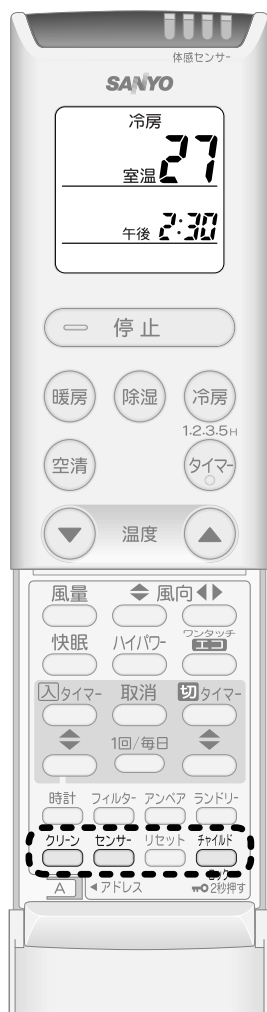 体感センサー
SANYO
冷房
室温 27
午後 2:30
停止
暖房 除湿 冷房
1.2.3.5H
空清 タイマー
温度
風量 風向
快眠 ハイパワー ワンタッチ エコ
入タイマー 取消 切タイマー
1回/毎日
時計 フィルター アンペア ランドリー
クリーン センサー リセット チャイルド
ロック
A アドレス 2秒押す